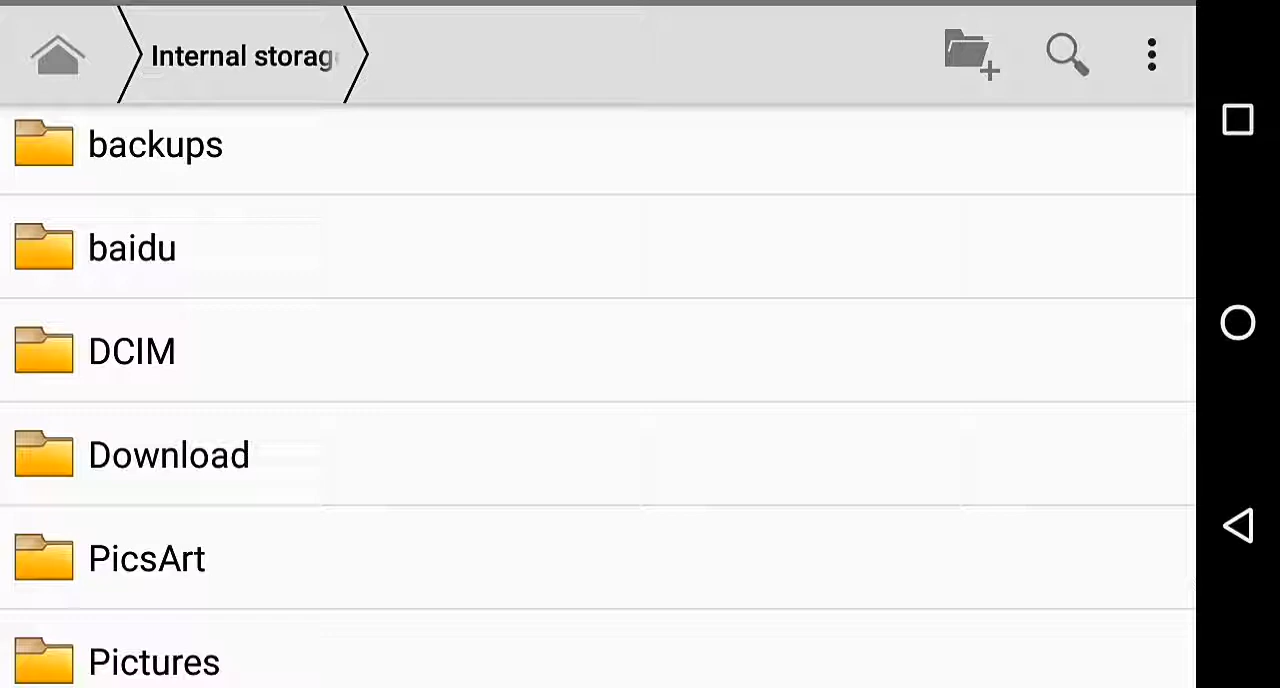 Internal storag
backups
baidu
DCIM
Download
PicsArt
Pictures